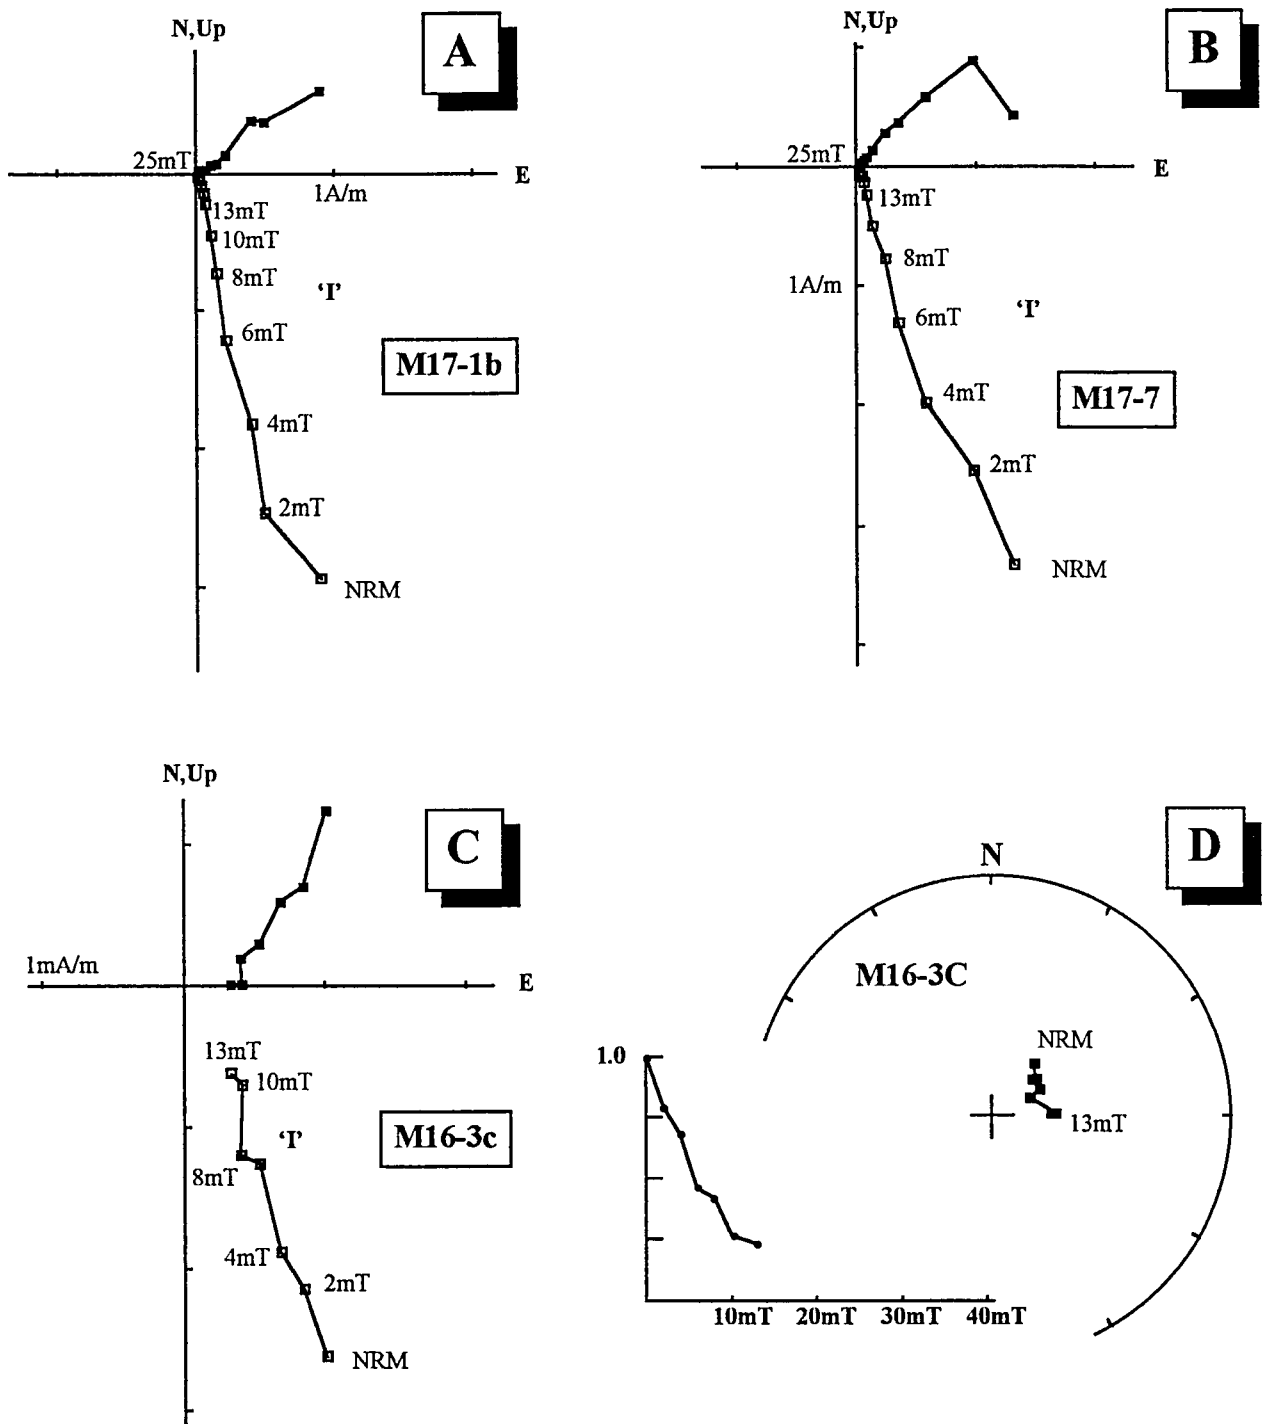 N,Up
A
25mT
E
1A/m
13mT
10mT
8mT
‘I’
6mT
M17-1b
4mT
2mT
NRM
N,Up
B
25mT
E
13mT
8mT
1A/m
‘I’
6mT
M17-7
4mT
2mT
NRM
N,Up
C
1mA/m
E
13mT
10mT
‘I’
M16-3c
8mT
4mT
2mT
NRM
D
N
M16-3C
NRM
13mT
1.0
10mT 20mT 30mT 40mT